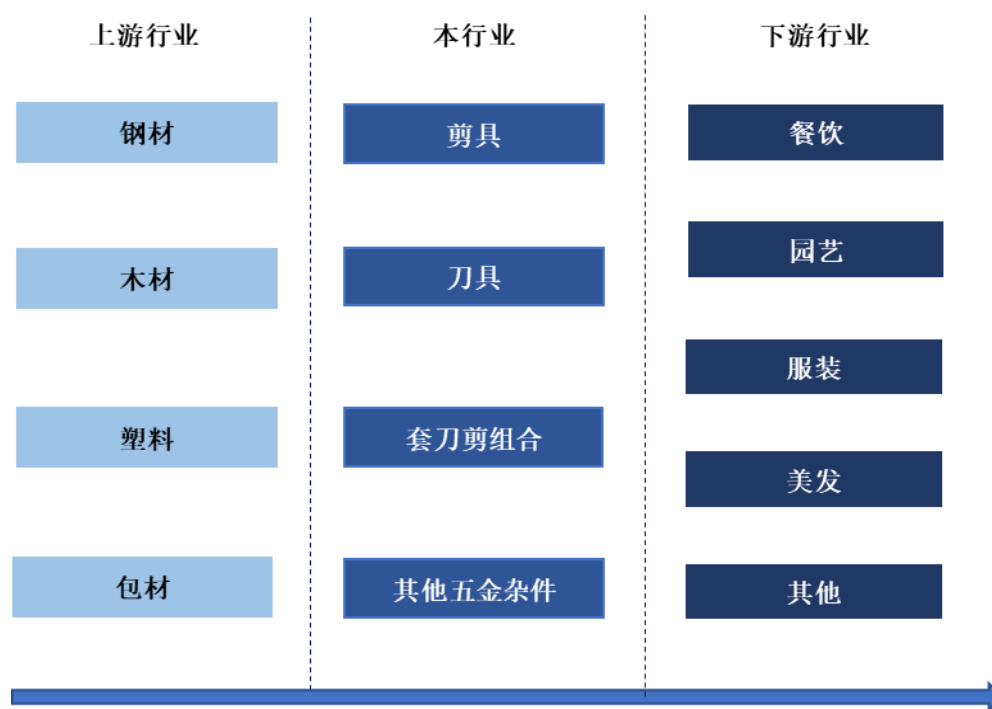 上游行业
本行业
下游行业
钢材
剪具
餐饮
园艺
木材
刀具
服装
塑料
套刀剪组合
美发
包材
其他五金杂件
其他